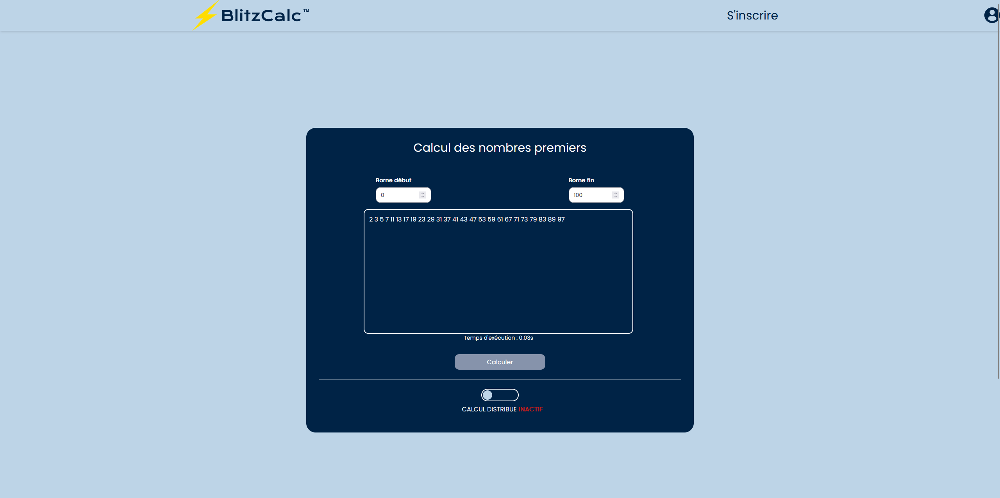 BlitzCalc ™
S'inscrire
Calcul des nombres premiers
Borne début
Borne fin
0
100
2 3 5 7 11 13 17 19 23 29 31 37 41 43 47 53 59 61 67 71 73 79 83 89 97
Temps d'exécution : 0.03s
Calculer
CALCUL DISTRIBUE INACTIF